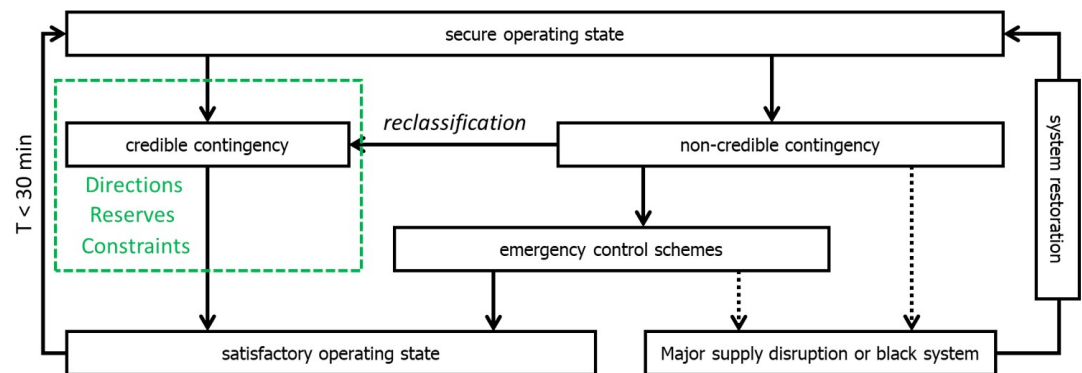 secure operating state
credible contingency
reclassification
non-credible contingency
Directions
Reserves
Constraints
T < 30 min
emergency control schemes
system restoration
satisfactory operating state
Major supply disruption or black system